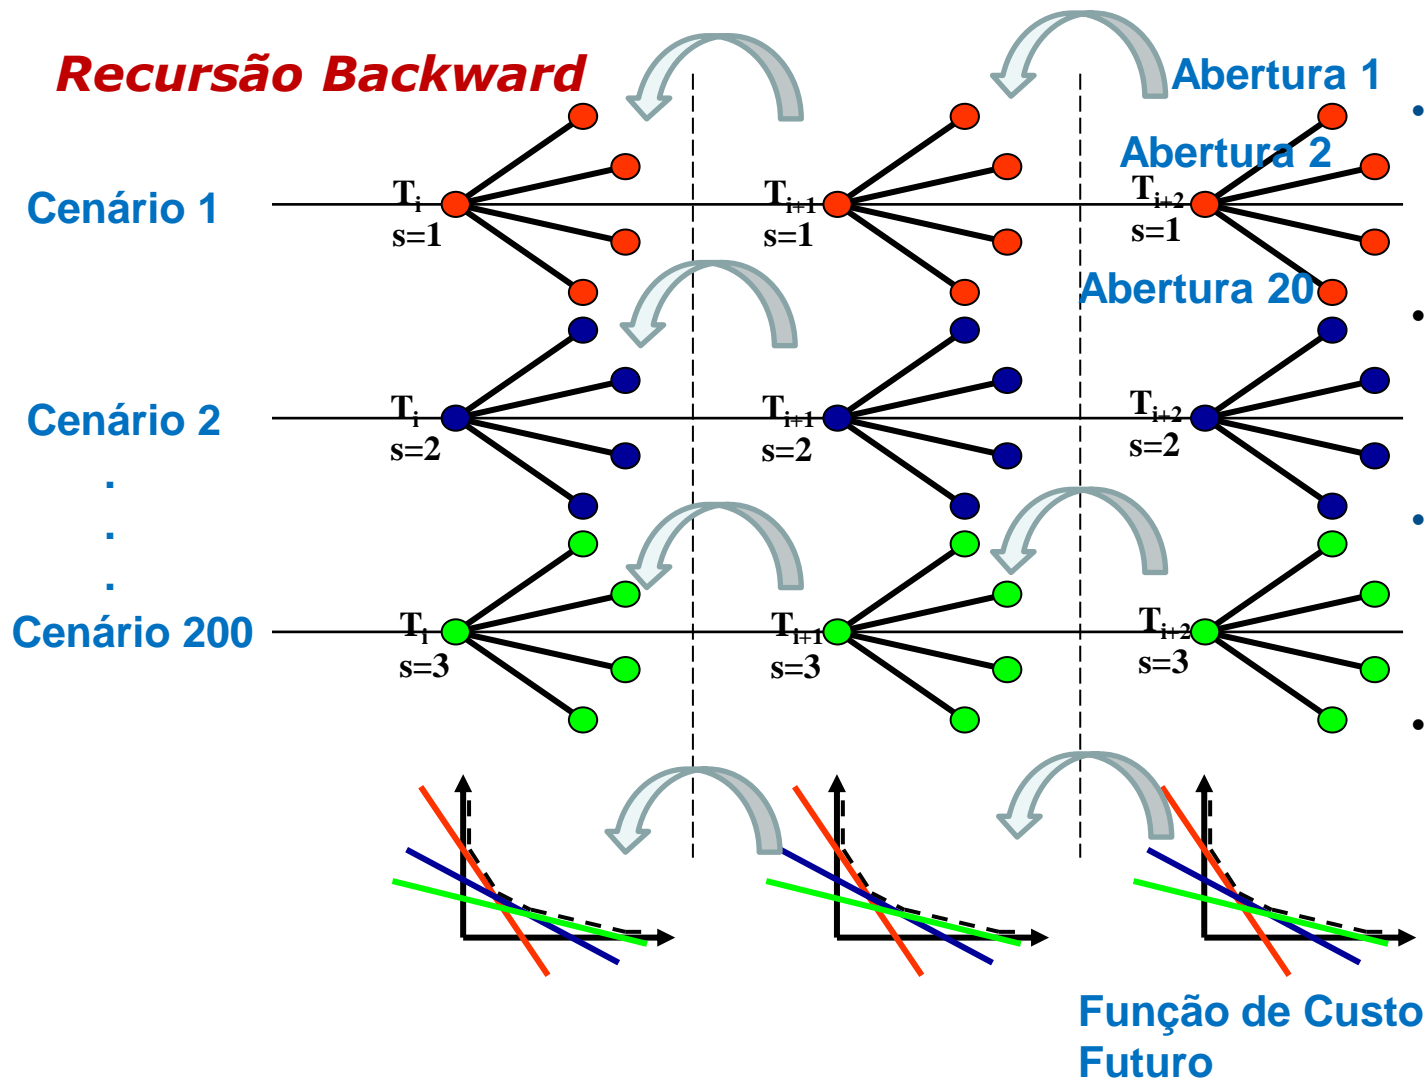 Recursão Backward
Abertura 1
Abertura 2
Cenário 1
Ti
s=1
Ti+1
s=1
Ti+2
s=1
Abertura 20
Cenário 2
Ti
s=2
Ti+1
s=2
Ti+2
s=2
.
.
.
Cenário 200
Ti
s=3
Ti+1
s=3
Ti+2
s=3
Função de Custo
Futuro